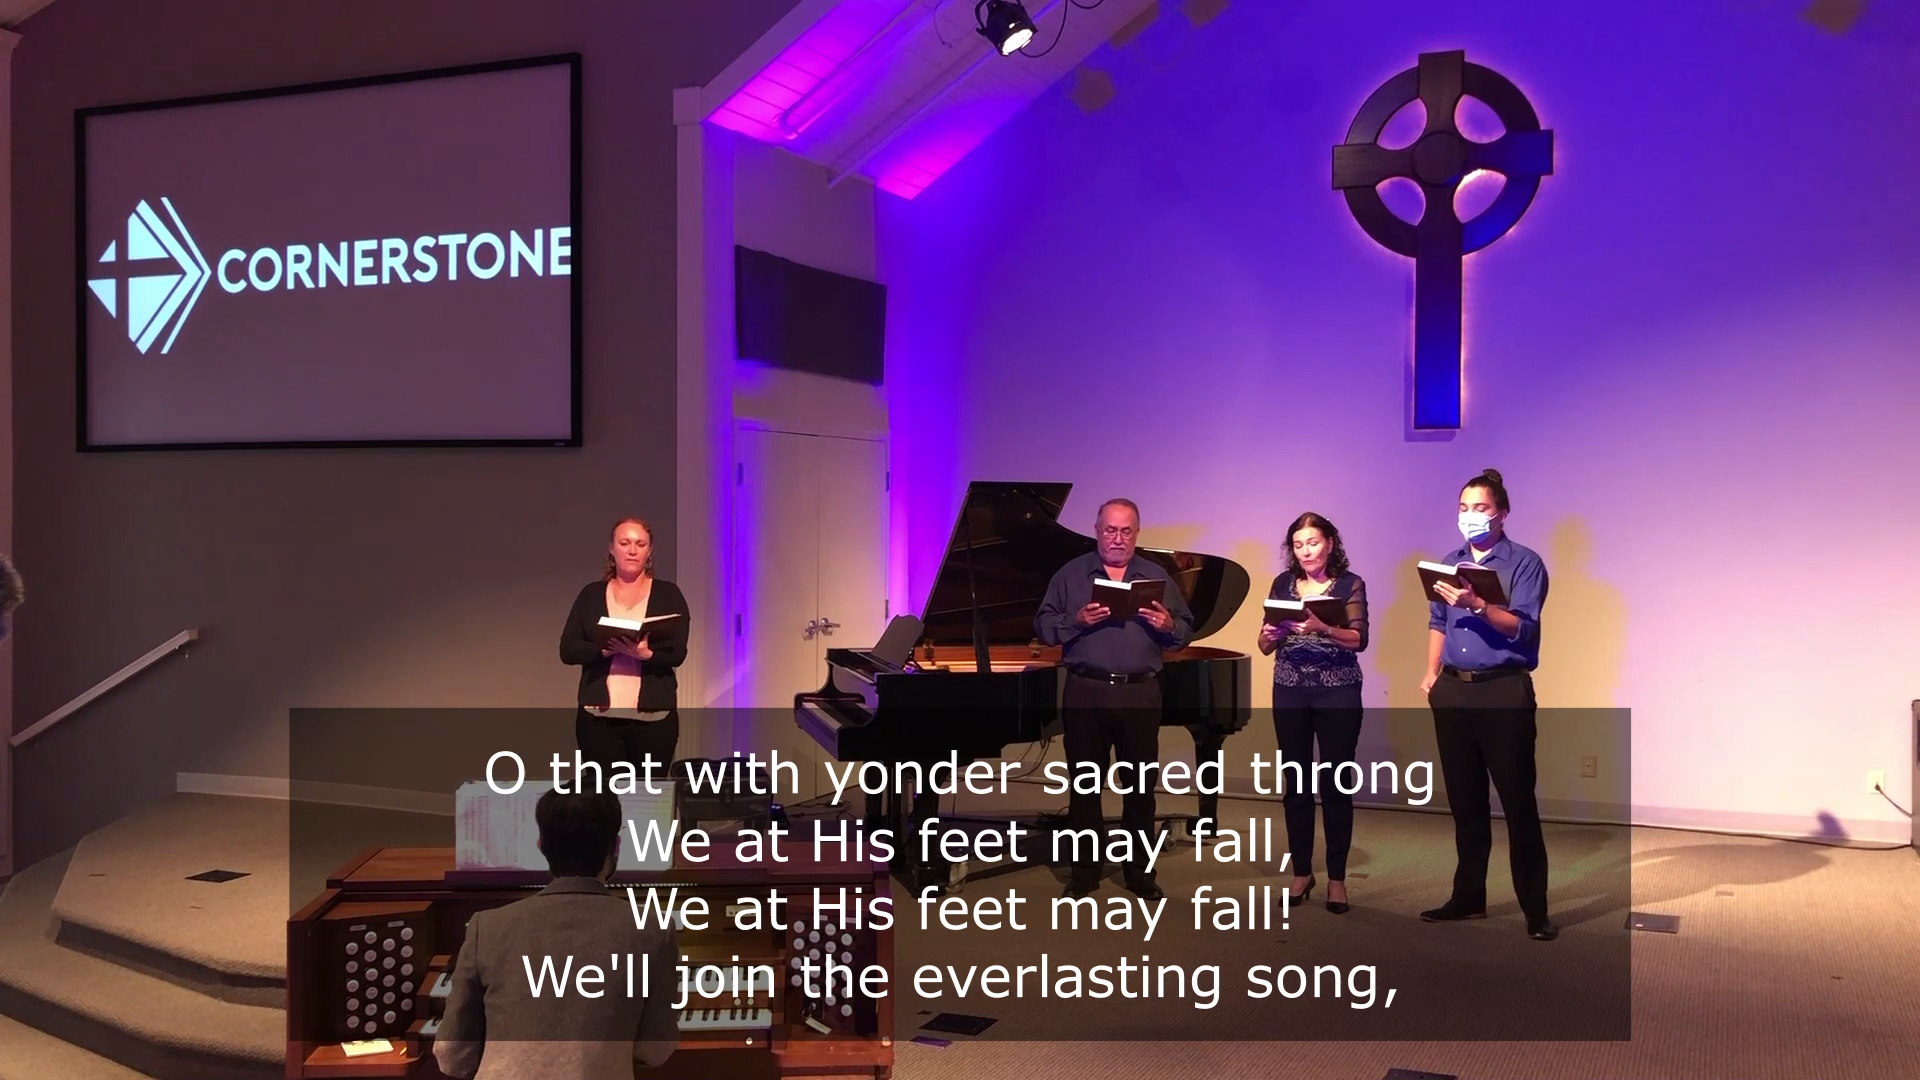 CORNERSTONE
O that with yonder sacred throng
We at His feet may fall,
We at His feet may fall!
We'll join the everlasting song,